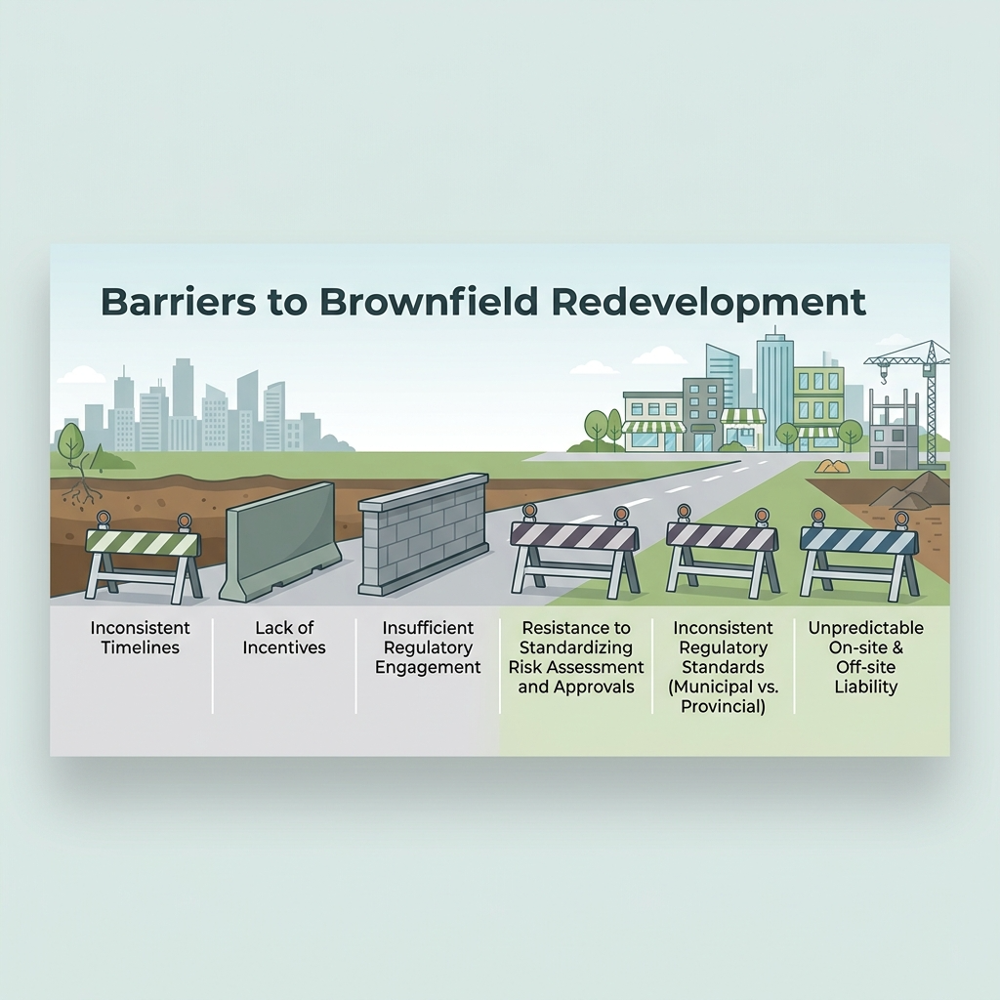 Barriers to Brownfield Redevelopment
Inconsistent
Timelines
Lack of
Incentives
Insufficient
Regulatory
Engagement
Resistance to
Standardizing
Risk Assessment
and Approvals
Inconsistent
Regulatory
Standards
(Municipal vs.
Provincial)
Unpredictable
On-site &
Off-site
Liability